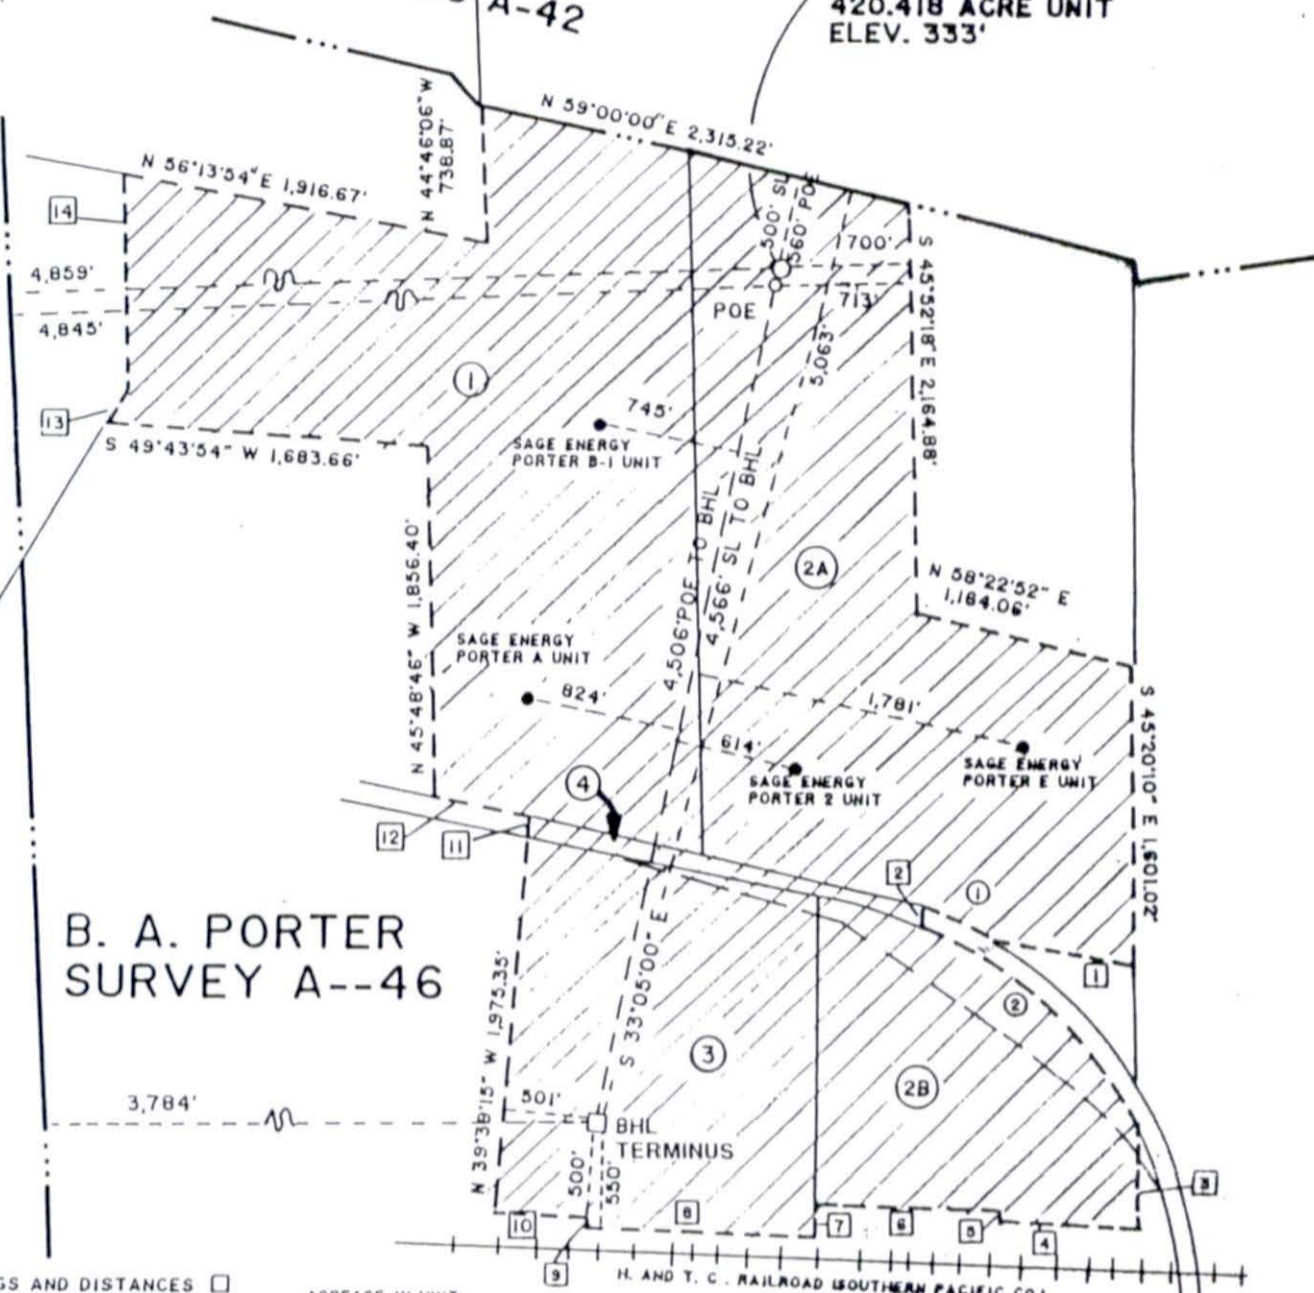 A-42
420.418 ACRE UNIT
ELEV. 333'
N 59°00'00" E 2,315.22'
N 44°46'06" W
738.87'
N 56°13'54" E 1,916.67'
14
500' SL
560' POE
1700'
4,859'
4,845'
POE
713'
S 45°52'18" E 2,164.88'
5,063'
1
13
745'
S 49°43'54" W 1,683.66'
SAGE ENERGY
PORTER B-1 UNIT
4,506' POE TO BHL
4,566' SL TO BHL
2A
N 45°48'46" W 1,856.40'
N 58°22'52" E
1,164.06'
SAGE ENERGY
PORTER A UNIT
824'
1,781'
614'
S 45°20'10" E 1,601.02'
SAGE ENERGY
PORTER E UNIT
SAGE ENERGY
PORTER 2 UNIT
4
12
11
2
1
B. A. PORTER
SURVEY A--46
1
2
N 39°39'15" W 1,975.35'
S 33°05'00" E
3
2B
3,784'
501'
BHL
TERMINUS
500'
550'
3
10
8
7
6
5
4
9
H. AND T. C. RAILROAD (SOUTHERN PACIFIC CO.)
GS AND DISTANCES